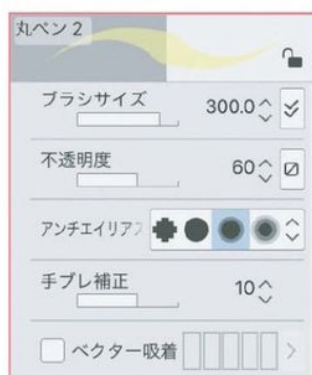 丸ペン 2
ブラシサイズ 300.0
不透明度 60
アンチエイリアス
手ブレ補正 10
ベクター吸着